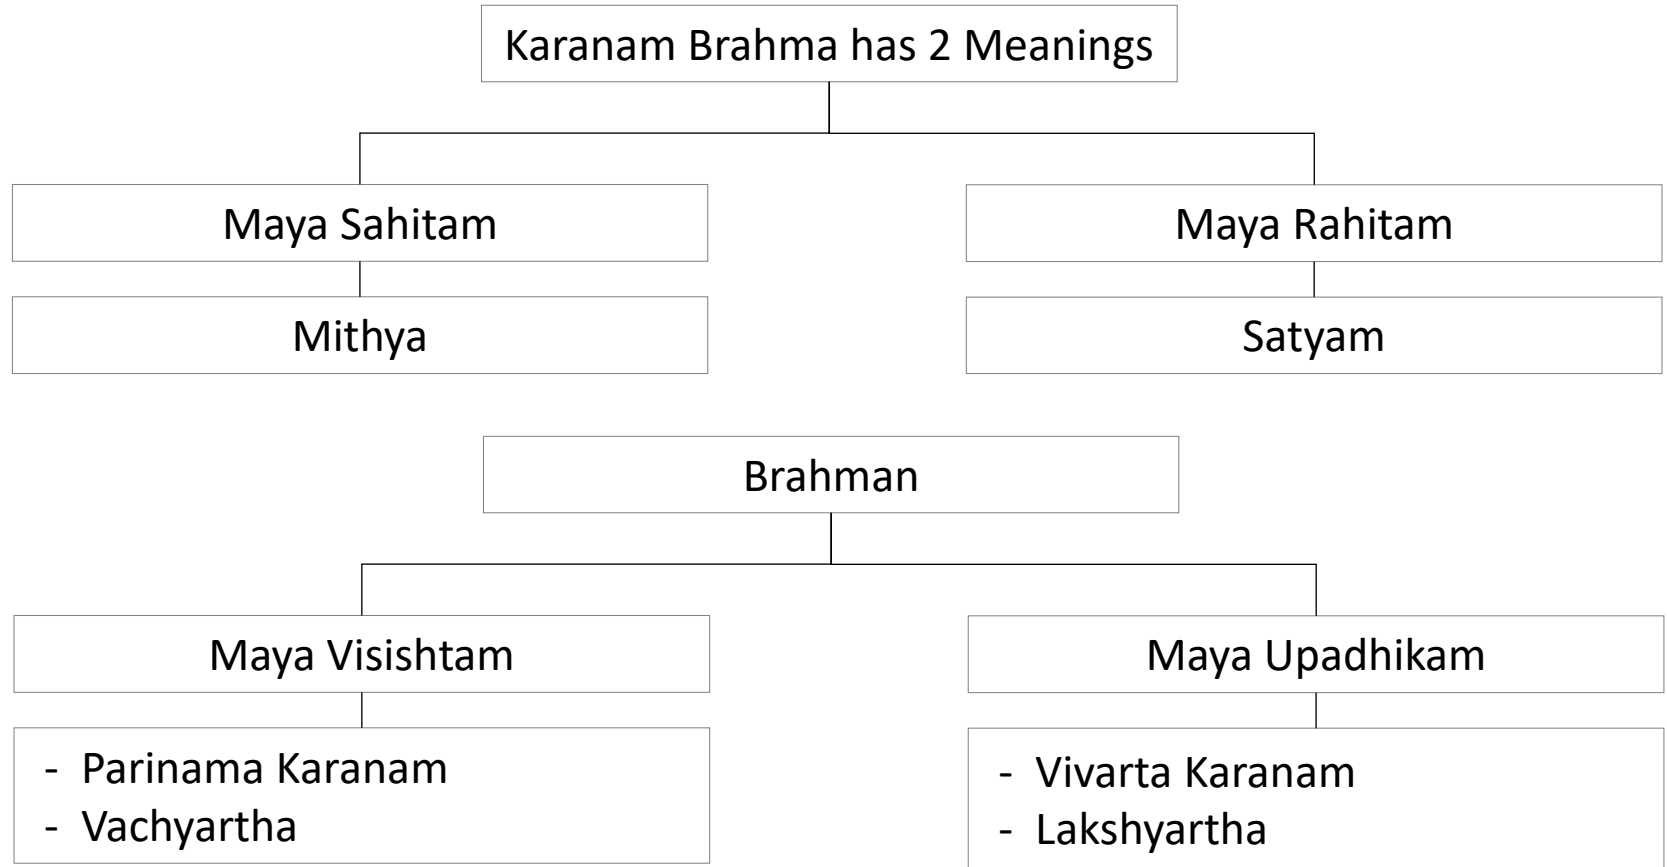 Karanam Brahma has 2 Meanings
Maya Sahitam
Maya Rahitam
Mithya
Satyam
Brahman
Maya Visishtam
Maya Upadhikam
- Parinama Karanam
- Vachyartha
- Vivarta Karanam
- Lakshyartha